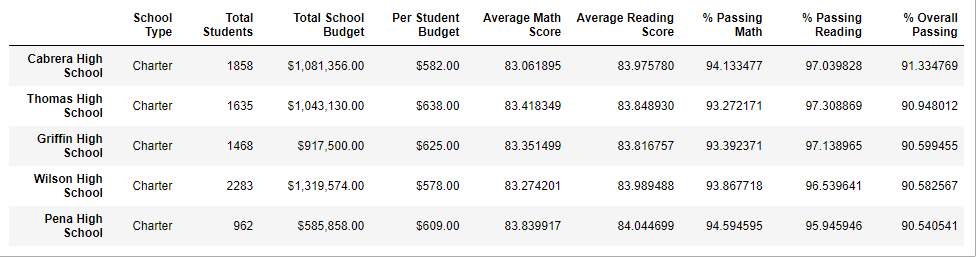 School Type Total Students Total School Budget Per Student Budget Average Math Score Average Reading Score % Passing Math % Passing Reading % Overall Passing
Cabrera High School Charter 1858 $1,081,356.00 $582.00 83.061895 83.975780 94.133477 97.039828 91.334769
Thomas High School Charter 1635 $1,043,130.00 $638.00 83.418349 83.848930 93.272171 97.308869 90.948012
Griffin High School Charter 1468 $917,500.00 $625.00 83.351499 83.816757 93.392371 97.138965 90.599455
Wilson High School Charter 2283 $1,319,574.00 $578.00 83.274201 83.989488 93.867718 96.539641 90.582567
Pena High School Charter 962 $585,858.00 $609.00 83.839917 84.044699 94.594595 95.945946 90.540541